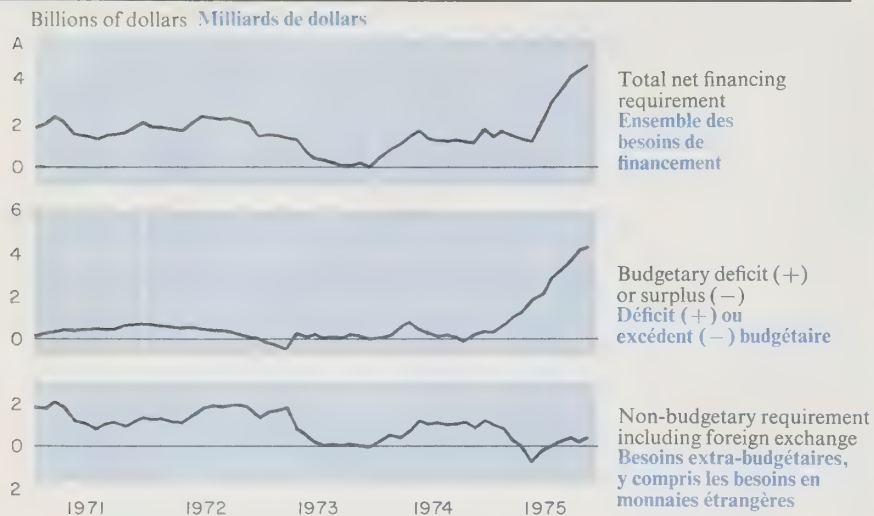 Billions of dollars Milliards de dollars
A
4
2
0
Total net financing
requirement
Ensemble des
besoins de
financement
6
4
2
0
Budgetary deficit (+)
or surplus (−)
Déficit (+) ou
excédent (−) budgétaire
2
0
2
Non-budgetary requirement
including foreign exchange
Besoins extra-budgétaires,
y compris les besoins en
monnaies étrangères
1971 1972 1973 1974 1975